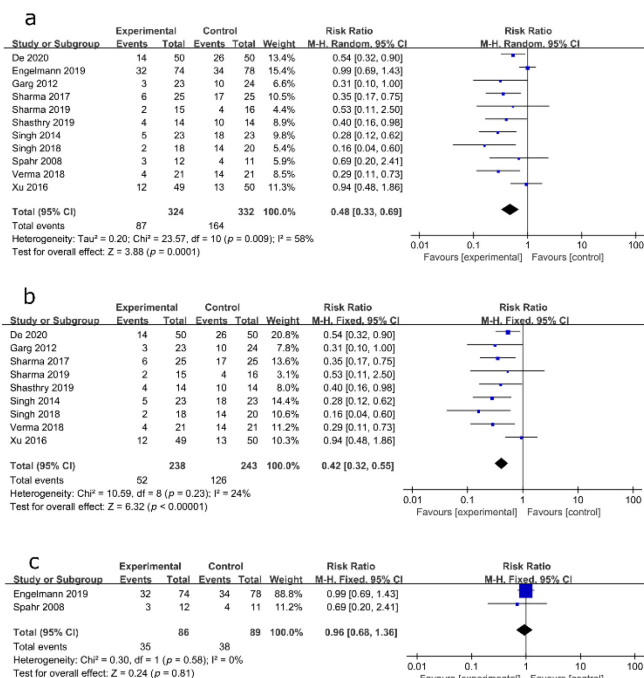 a
Experimental Control Risk Ratio Risk Ratio
Study or Subgroup Events Total Events Total Weight M-H. Random. 95% CI M-H. Random. 95% CI
De 2020 14 50 26 50 13.4% 0.54 [0.32, 0.90]
Engelmann 2019 32 74 34 78 15.4% 0.99 [0.69, 1.43]
Garg 2012 3 23 10 24 7.2% 0.31 [0.10, 1.00]
Sharma 2017 6 25 17 25 10.6% 0.35 [0.17, 0.75]
Sharma 2019 2 15 4 16 4.9% 0.53 [0.11, 2.50]
Shasthry 2019 4 14 10 14 9.2% 0.40 [0.16, 0.98]
Singh 2014 5 23 18 23 10.1% 0.28 [0.12, 0.62]
Singh 2018 2 18 14 20 6.0% 0.16 [0.04, 0.60]
Spahr 2008 3 12 4 11 6.5% 0.69 [0.20, 2.41]
Verma 2018 4 21 14 21 8.9% 0.29 [0.11, 0.73]
Xu 2016 12 49 13 50 11.3% 0.94 [0.48, 1.86]
Total (95% CI) 324 332 100.0% 0.48 [0.33, 0.69]
Total events 87 164
Heterogeneity: Tau² = 0.20; Chi² = 23.57, df = 10 (p = 0.009); I² = 58%
Test for overall effect: Z = 3.88 (p = 0.0001)
0.01 0.1 1 10 100
Favours [experimental] Favours [control]
b
Experimental Control Risk Ratio Risk Ratio
Study or Subgroup Events Total Events Total Weight M-H. Fixed. 95% CI M-H. Fixed. 95% CI
De 2020 14 50 26 50 20.8% 0.54 [0.32, 0.90]
Garg 2012 3 23 10 24 7.8% 0.31 [0.10, 1.00]
Sharma 2017 6 25 17 25 13.6% 0.35 [0.17, 0.75]
Sharma 2019 2 15 4 16 3.1% 0.53 [0.11, 2.50]
Shasthry 2019 4 14 10 14 8.0% 0.40 [0.16, 0.98]
Singh 2014 5 23 18 23 14.4% 0.28 [0.12, 0.62]
Singh 2018 2 18 14 20 10.6% 0.16 [0.04, 0.60]
Verma 2018 4 21 14 21 11.2% 0.29 [0.11, 0.73]
Xu 2016 12 49 13 50 10.3% 0.94 [0.48, 1.86]
Total (95% CI) 238 243 100.0% 0.42 [0.32, 0.55]
Total events 52 126
Heterogeneity: Chi² = 10.59, df = 8 (p = 0.23); I² = 24%
Test for overall effect: Z = 6.32 (p < 0.00001)
0.01 0.1 1 10 100
Favours [experimental] Favours [control]
c
Experimental Control Risk Ratio Risk Ratio
Study or Subgroup Events Total Events Total Weight M-H. Fixed. 95% CI M-H. Fixed. 95% CI
Engelmann 2019 32 74 34 78 88.8% 0.99 [0.69, 1.43]
Spahr 2008 3 12 4 11 11.2% 0.69 [0.20, 2.41]
Total (95% CI) 86 89 100.0% 0.96 [0.68, 1.36]
Total events 35 38
Heterogeneity: Chi² = 0.30, df = 1 (p = 0.58); I² = 0%
Test for overall effect: Z = 0.24 (p = 0.81)
0.01 0.1 1 10 100
Favours [experimental] Favours [control]